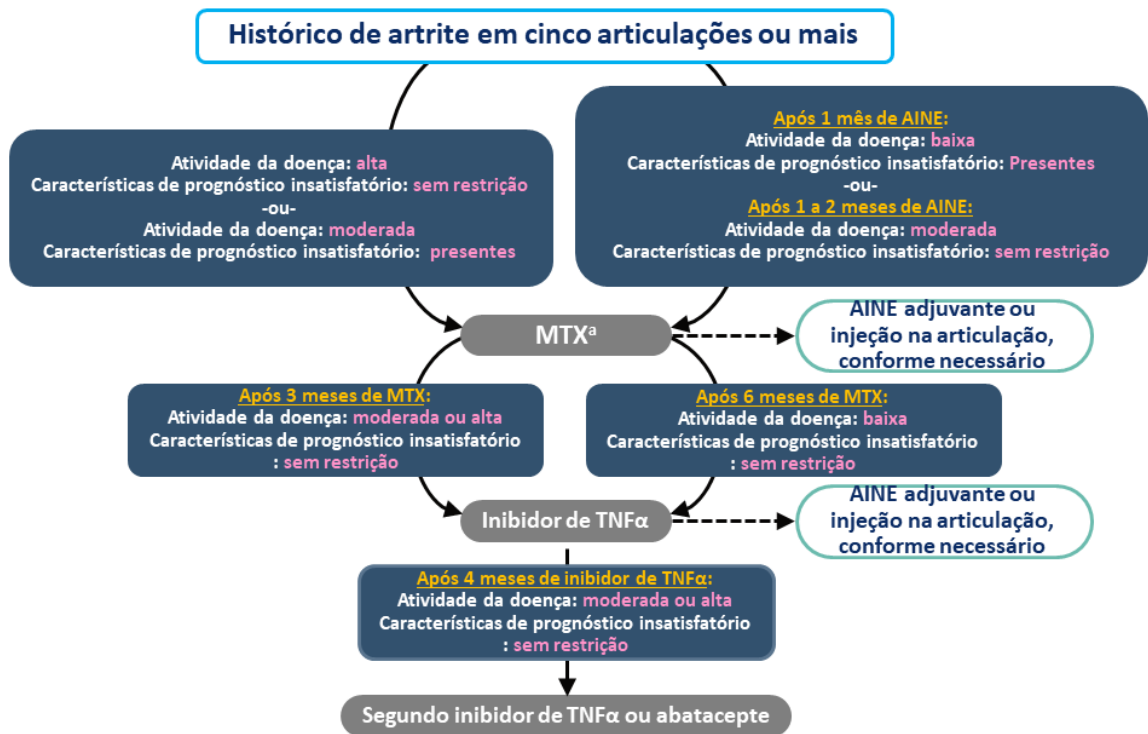 Histórico de artrite em cinco articulações ou mais
Atividade da doença: alta
Características de prognóstico insatisfatório: sem restrição
-ou-
Atividade da doença: moderada
Características de prognóstico insatisfatório: presentes
Após 1 mês de AINE:
Atividade da doença: baixa
Características de prognóstico insatisfatório: Presentes
-ou-
Após 1 a 2 meses de AINE:
Atividade da doença: moderada
Características de prognóstico insatisfatório: sem restrição
MTXª
AINE adjuvante ou
injeção na articulação,
conforme necessário
Após 3 meses de MTX:
Atividade da doença: moderada ou alta
Características de prognóstico insatisfatório
: sem restrição
Após 6 meses de MTX:
Atividade da doença: baixa
Características de prognóstico insatisfatório
: sem restrição
Inibidor de TNFα
AINE adjuvante ou
injeção na articulação,
conforme necessário
Após 4 meses de inibidor de TNFα:
Atividade da doença: moderada ou alta
Características de prognóstico insatisfatório
: sem restrição
Segundo inibidor de TNFα ou abatacepte